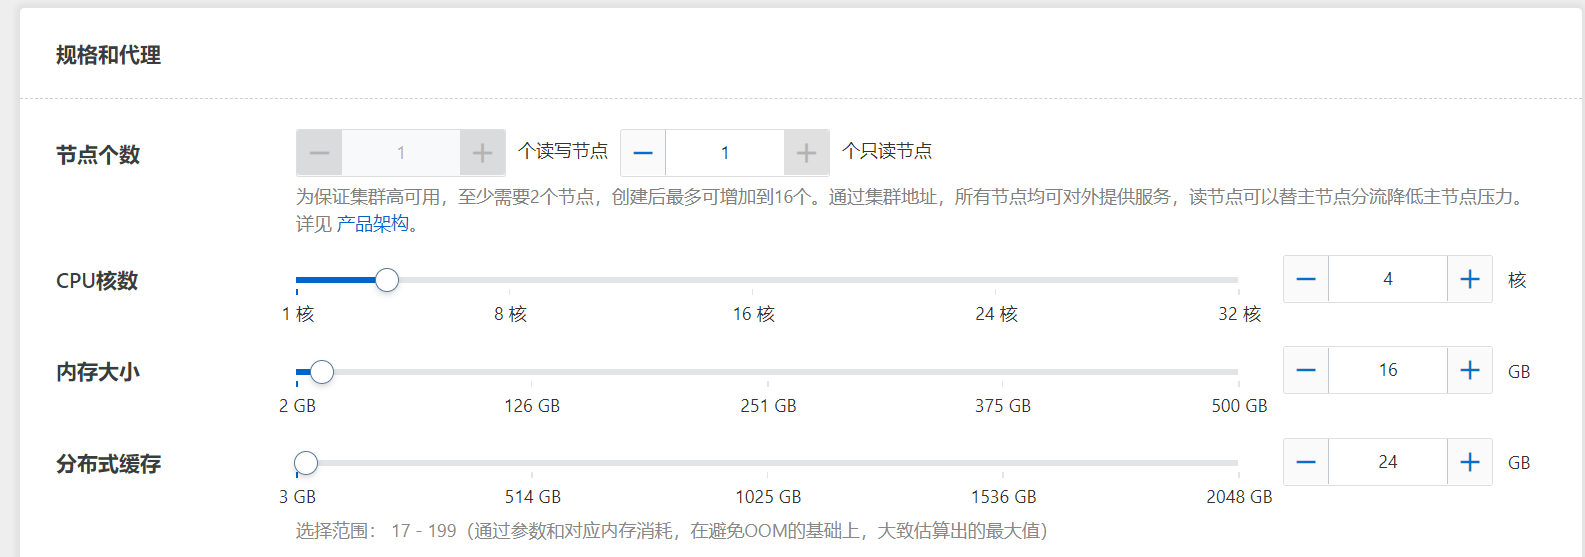 规格和代理
节点个数 1 个读写节点 1 个只读节点
为保证集群高可用，至少需要2个节点，创建后最多可增加到16个。通过集群地址，所有节点均可对外提供服务，读节点可以替主节点分流降低主节点压力。
详见 产品架构。
CPU核数 4 核
1 核 8 核 16 核 24 核 32 核
内存大小 16 GB
2 GB 126 GB 251 GB 375 GB 500 GB
分布式缓存 24 GB
3 GB 514 GB 1025 GB 1536 GB 2048 GB
选择范围： 17 - 199（通过参数和对应内存消耗，在避免OOM的基础上，大致估算出的最大值）